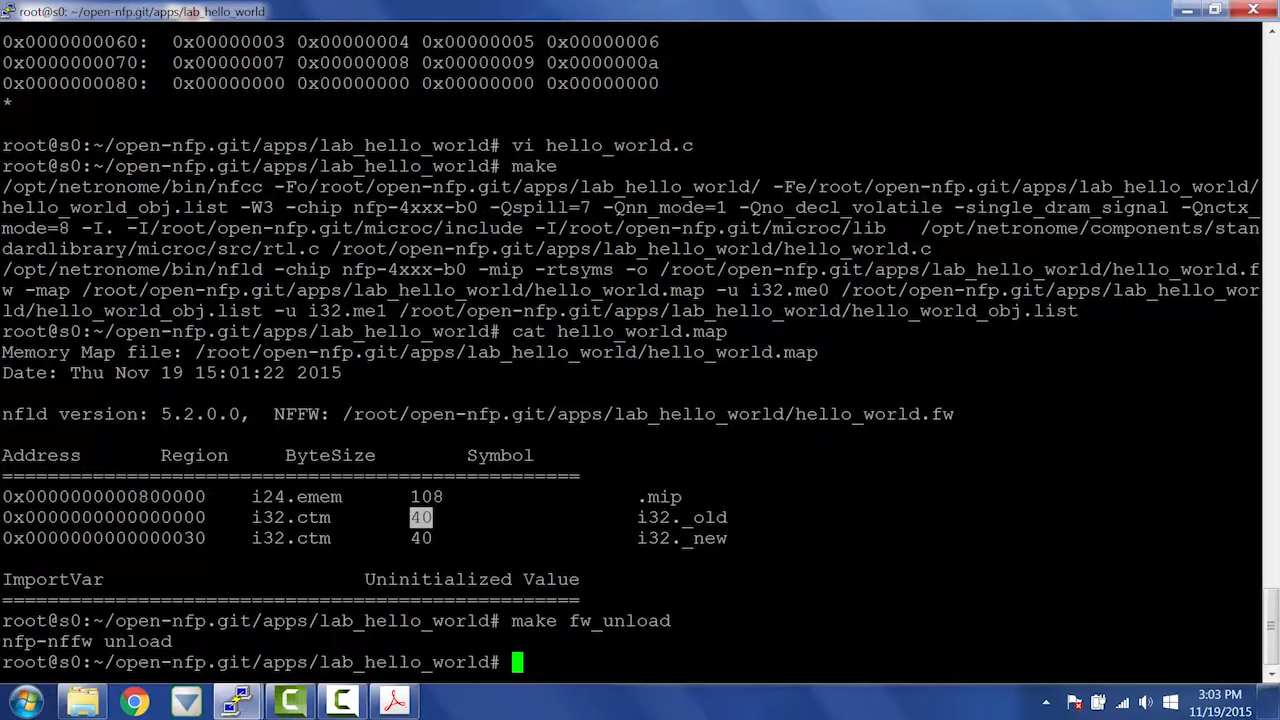 root@s0: ~/open-nfp.git/apps/lab_hello_world
0x0000000060:  0x00000003 0x00000004 0x00000005 0x00000006
0x0000000070:  0x00000007 0x00000008 0x00000009 0x0000000a
0x0000000080:  0x00000000 0x00000000 0x00000000 0x00000000
*
root@s0:~/open-nfp.git/apps/lab_hello_world# vi hello_world.c
root@s0:~/open-nfp.git/apps/lab_hello_world# make
/opt/netronome/bin/nfcc -Fo/root/open-nfp.git/apps/lab_hello_world/ -Fe/root/open-nfp.git/apps/lab_hello_world/
hello_world_obj.list -W3 -chip nfp-4xxx-b0 -Qspill=7 -Qnn_mode=1 -Qno_decl_volatile -single_dram_signal -Qnctx_
mode=8 -I. -I/root/open-nfp.git/microc/include -I/root/open-nfp.git/microc/lib   /opt/netronome/components/stan
dardlibrary/microc/src/rtl.c /root/open-nfp.git/apps/lab_hello_world/hello_world.c
/opt/netronome/bin/nfld -chip nfp-4xxx-b0 -mip -rtsyms -o /root/open-nfp.git/apps/lab_hello_world/hello_world.f
w -map /root/open-nfp.git/apps/lab_hello_world/hello_world.map -u i32.me0 /root/open-nfp.git/apps/lab_hello_wor
ld/hello_world_obj.list -u i32.me1 /root/open-nfp.git/apps/lab_hello_world/hello_world_obj.list
root@s0:~/open-nfp.git/apps/lab_hello_world# cat hello_world.map
Memory Map file: /root/open-nfp.git/apps/lab_hello_world/hello_world.map
Date: Thu Nov 19 15:01:22 2015
nfld version: 5.2.0.0,  NFFW: /root/open-nfp.git/apps/lab_hello_world/hello_world.fw
Address       Region     ByteSize        Symbol
===================================================
0x0000000000800000    i24.emem      108                 .mip
0x0000000000000000    i32.ctm       40                  i32._old
0x0000000000000030    i32.ctm       40                  i32._new
ImportVar                       Uninitialized Value
===================================================
root@s0:~/open-nfp.git/apps/lab_hello_world# make fw_unload
nfp-nffw unload
root@s0:~/open-nfp.git/apps/lab_hello_world#
3:03 PM
11/19/2015